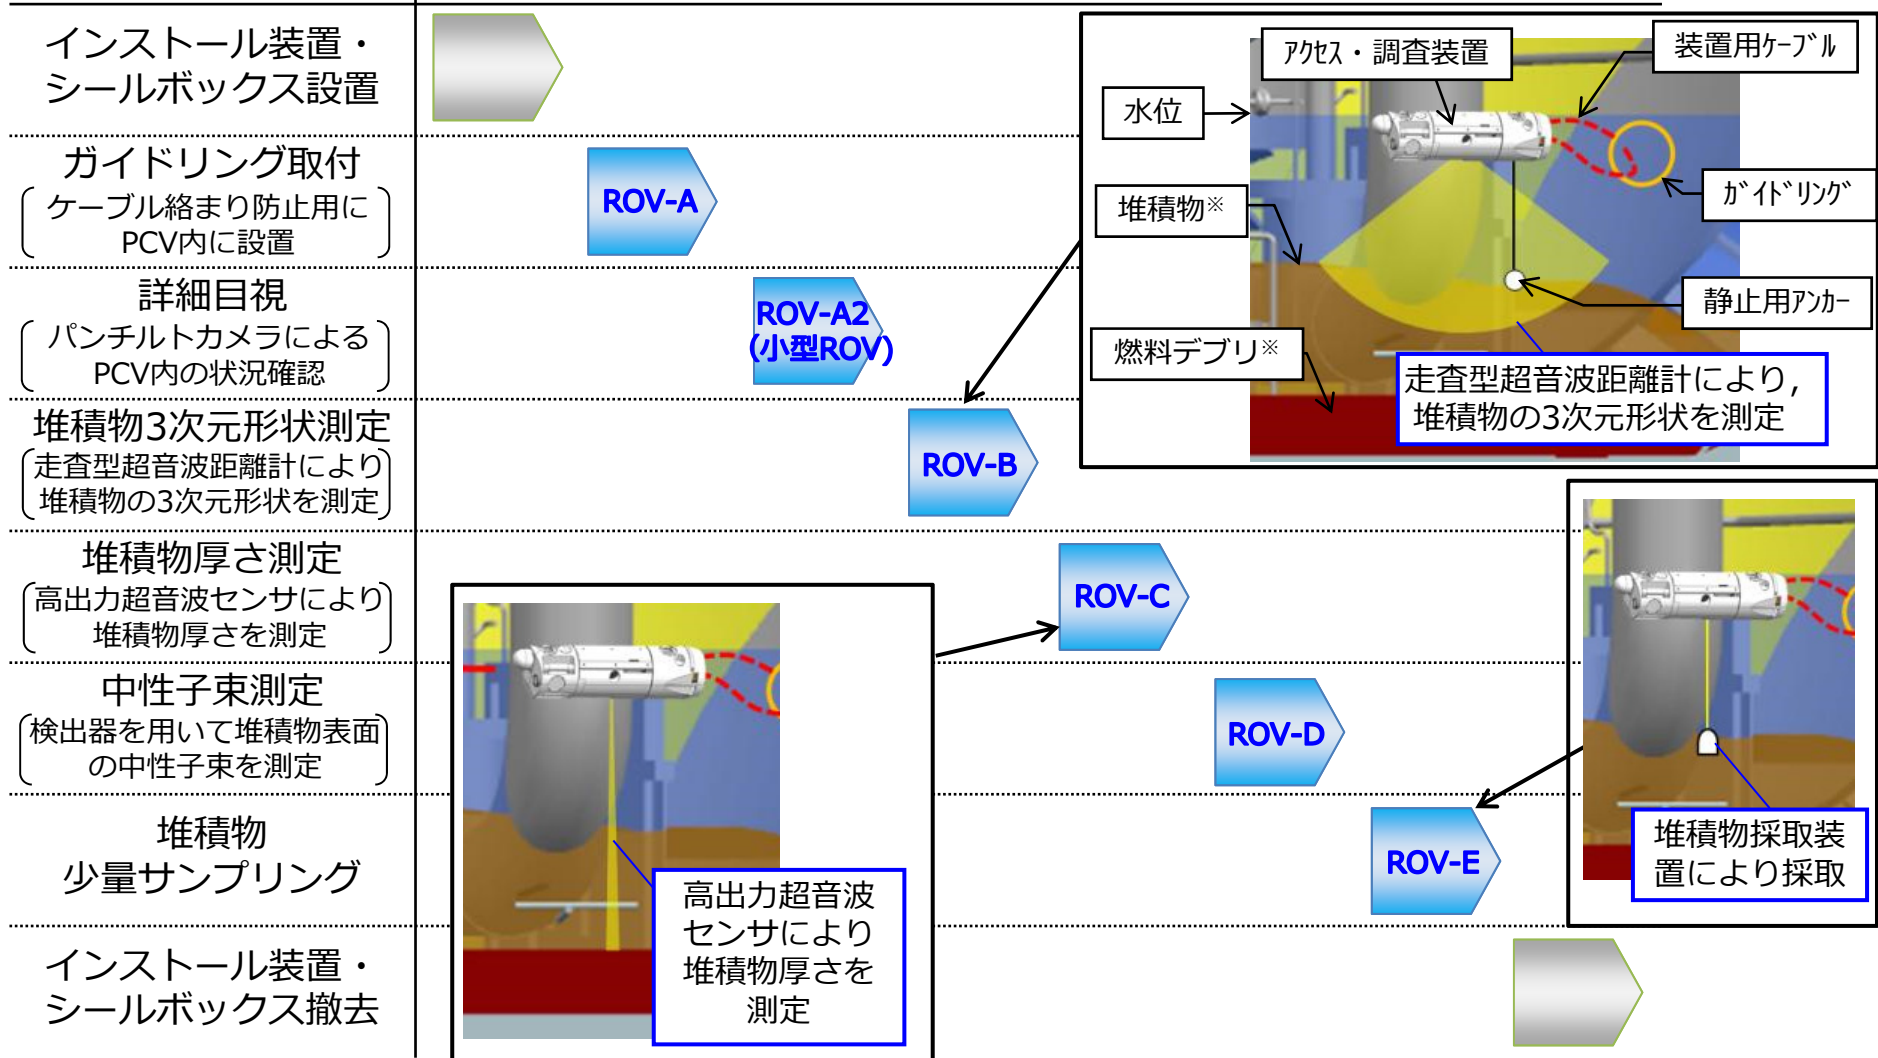 インストール装置・
シールボックス設置
ガイドリング取付
ケーブル絡まり防止用に
PCV内に設置
詳細目視
パンチルトカメラによる
PCV内の状況確認
堆積物3次元形状測定
走査型超音波距離計により
堆積物の3次元形状を測定
堆積物厚さ測定
高出力超音波センサにより
堆積物厚さを測定
中性子束測定
検出器を用いて堆積物表面
の中性子束を測定
堆積物
少量サンプリング
インストール装置・
シールボックス撤去
ROV-A
ROV-A2
(小型ROV)
ROV-B
ROV-C
ROV-D
ROV-E
アクセス・調査装置
装置用ケーブル
水位
堆積物※
ガイドリング
静止用アンカー
燃料デブリ※
走査型超音波距離計により,
堆積物の3次元形状を測定
高出力超音波
センサにより
堆積物厚さを
測定
堆積物採取装
置により採取